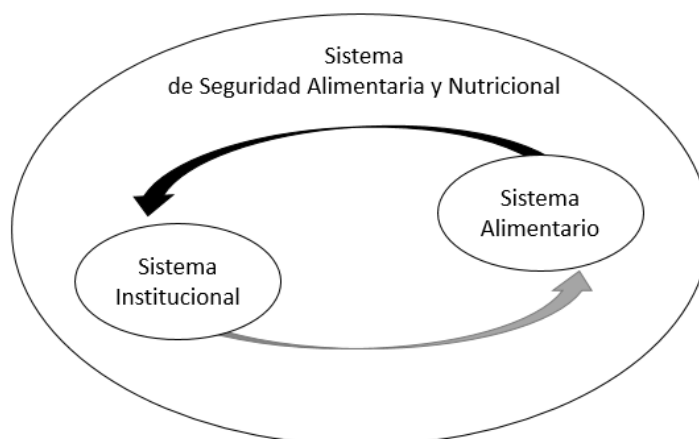 Sistema
de Seguridad Alimentaria y Nutricional
Sistema
Alimentario
Sistema
Institucional